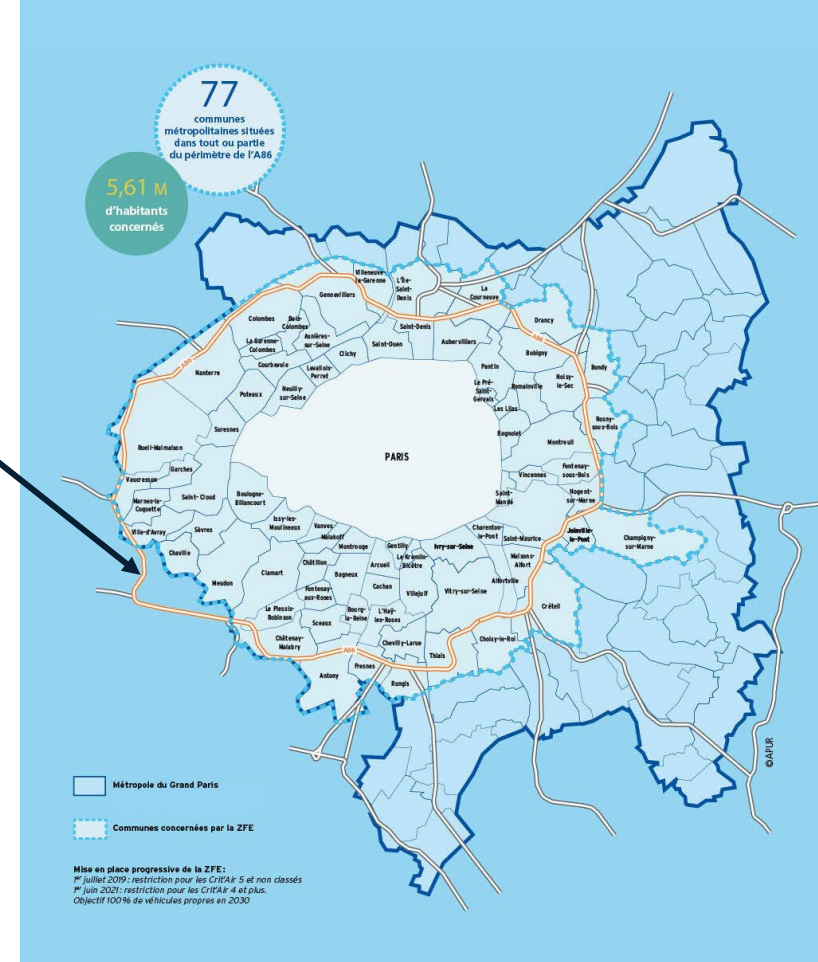 77
communes
métropolitaines situées
dans tout ou partie
du périmètre de l'A86
5,61 M
d'habitants
concernés
Villeneuve-
la-Garenne
L'Île-
Saint-
Denis
La
Courneuve
Gennevilliers
Colombes
Bois-
Colombes
Saint-Denis
Drancy
A86
La Garenne-
Colombes
Asnières-
sur-Seine
Saint-Ouen
Aubervilliers
Bobigny
Clichy
A86
Nanterre
Courbevoie
Levallois-
Perret
Pantin
Bondy
Noisy-
le-Sec
Puteaux
Neuilly-
sur-Seine
Le Pré-
Saint-
Gervais
Romainville
Les Lilas
Rosny-
sous-Bois
Suresnes
Bagnolet
Montreuil
Rueil-Malmaison
PARIS
Garches
Vaucresson
Vincennes
Fontenay-
sous-Bois
Marnes-la-
Coquette
Saint-Cloud
Boulogne-
Billancourt
Saint-
Mandé
Nogent-
sur-Marne
Ville-d'Avray
Sèvres
Issy-les-
Moulineaux
Vanves
Malakoff
Montrouge
Gentilly
Le Kremlin-
Bicêtre
Ivry-sur-Seine
Charenton-
le-Pont
Saint-Maurice
Joinville-
le-Pont
Champigny-
sur-Marne
Chaville
Meudon
Clamart
Châtillon
Bagneux
Arcueil
Cachan
Villejuif
Vitry-sur-Seine
Maisons-
Alfort
Alfortville
Fontenay-
aux-Roses
Le Plessis-
Robinson
Sceaux
Bourg-
la-Reine
L'Haÿ-
les-Roses
Créteil
Châtenay-
Malabry
Chevilly-Larue
Thiais
Choisy-le-Roi
A86
Antony
Fresnes
Rungis
©APUR
Métropole du Grand Paris
Communes concernées par la ZFE
Mise en place progressive de la ZFE :
1er juillet 2019 : restriction pour les Crit'Air 5 et non classés
1er juin 2021 : restriction pour les Crit'Air 4 et plus.
Objectif 100 % de véhicules propres en 2030